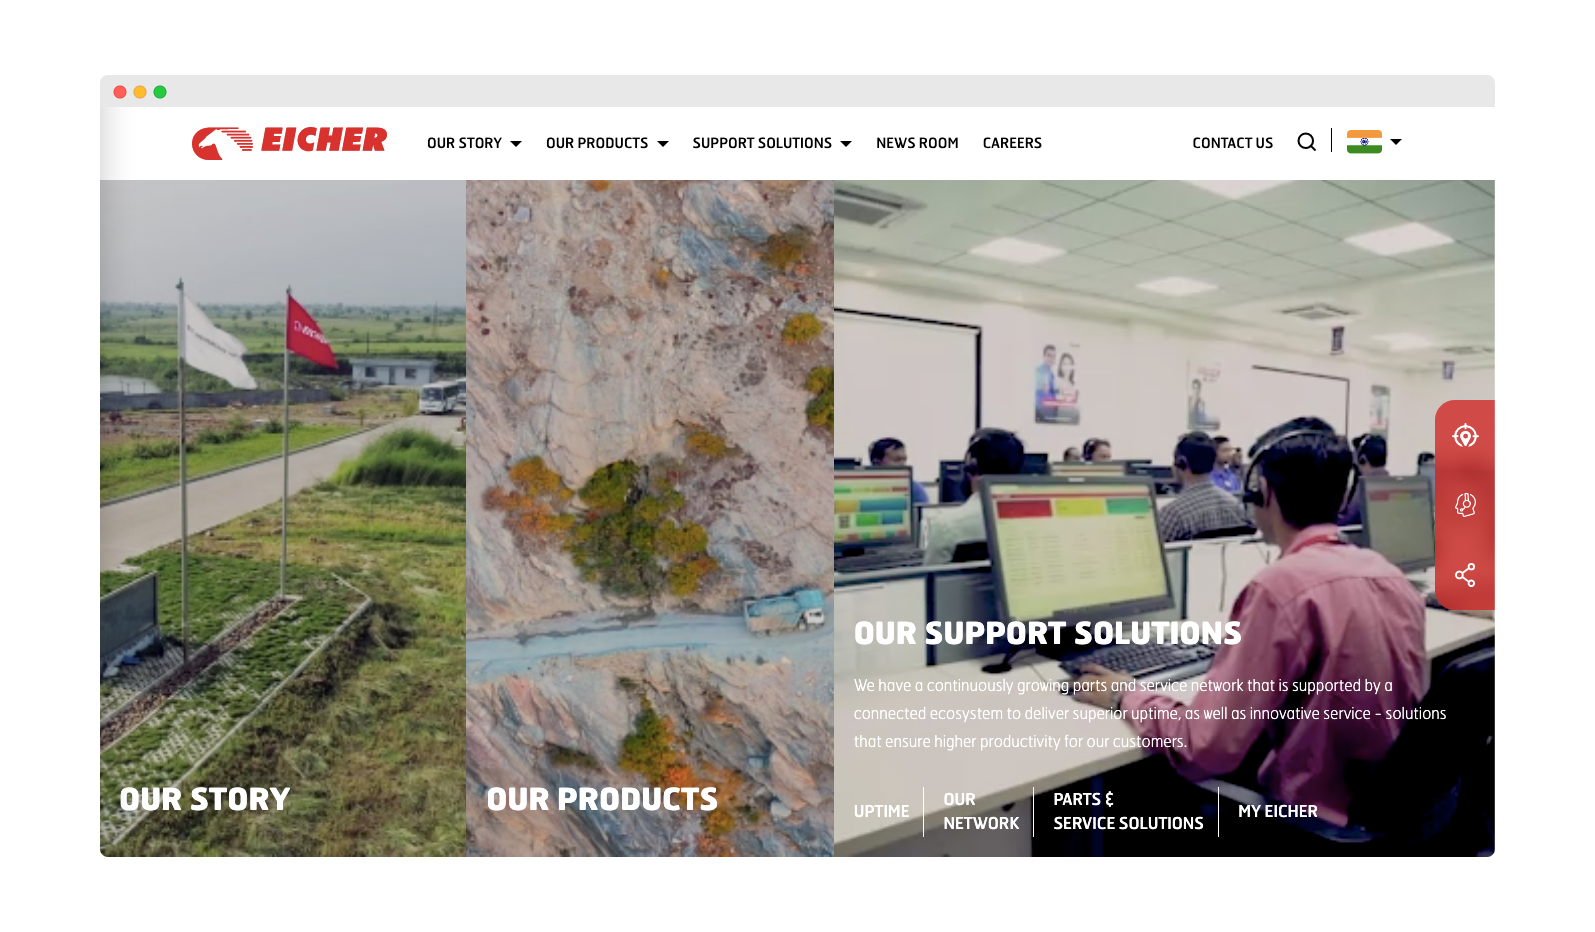 EICHER
OUR STORY
OUR PRODUCTS
SUPPORT SOLUTIONS
NEWS ROOM
CAREERS
CONTACT US
EICHER
OUR STORY
OUR PRODUCTS
OUR SUPPORT SOLUTIONS
We have a continuously growing parts and service network that is supported by a
connected ecosystem to deliver superior uptime, as well as innovative service - solutions
that ensure higher productivity for our customers.
UPTIME
OUR
NETWORK
PARTS &
SERVICE SOLUTIONS
MY EICHER